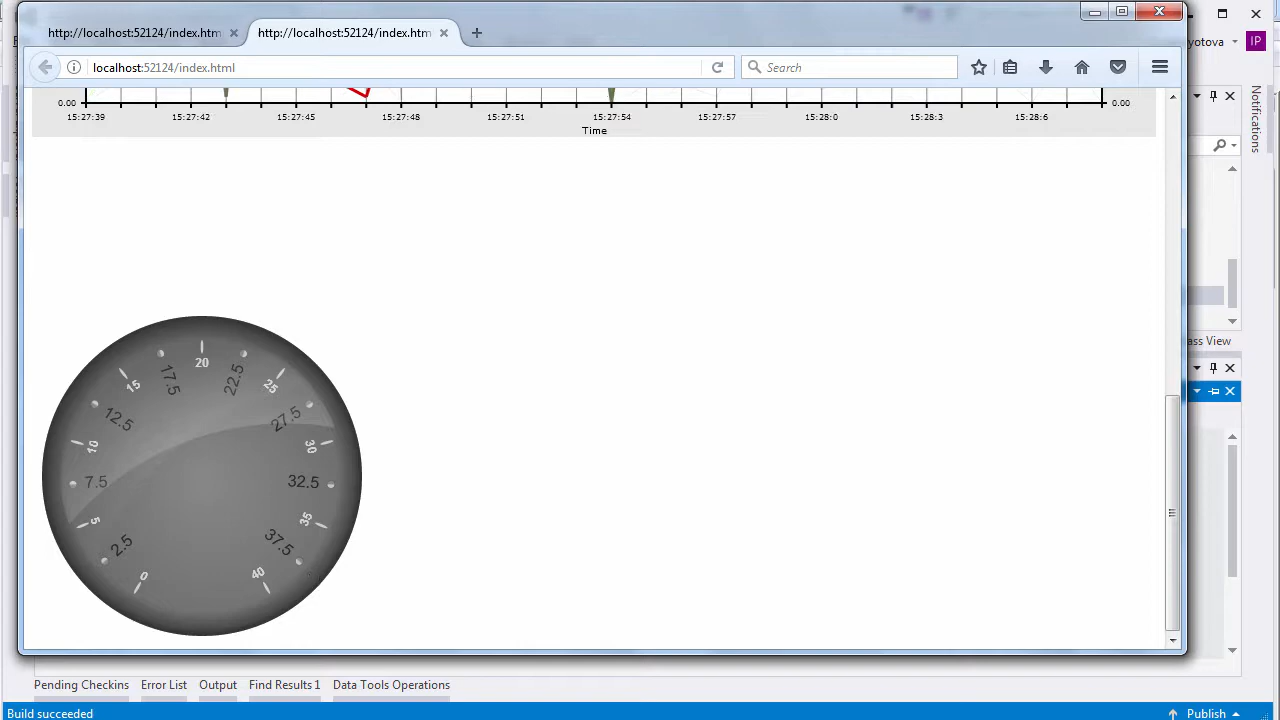 http://localhost:52124/index.htm
http://localhost:52124/index.htm
yotova
IP
localhost:52124/index.html
Search
Notifications
0.00
0.00
15:27:39
15:27:42
15:27:45
15:27:48
15:27:51
15:27:54
15:27:57
15:28:0
15:28:3
15:28:6
Time
ass View
0
2.5
5
7.5
10
12.5
15
17.5
20
22.5
25
27.5
30
32.5
35
37.5
40
Pending Checkins
Error List
Output
Find Results 1
Data Tools Operations
Build succeeded
Publish